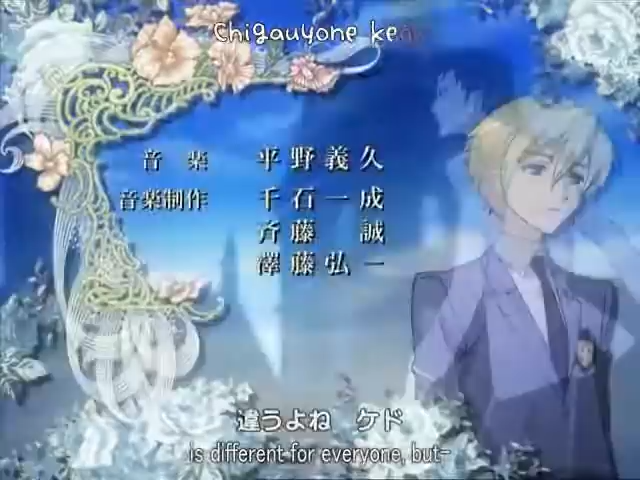 Chigauyone kedo
音楽 平野義久
音楽制作 千石一成
斉藤 誠
澤藤弘一
違うよね ケド
is different for everyone, but-